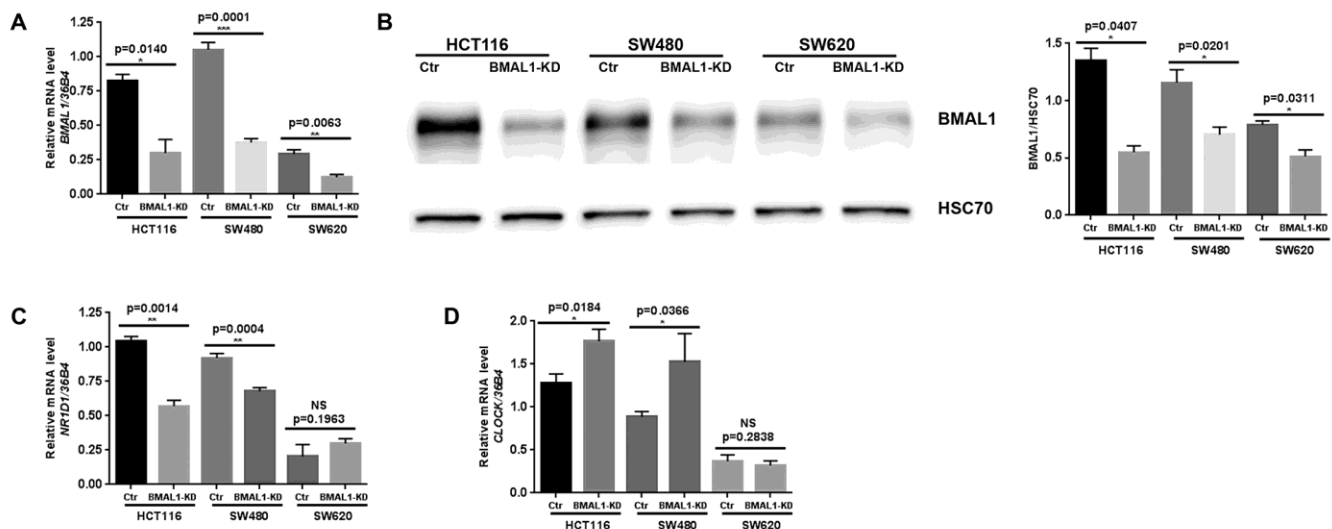 A
Relative mRNA level
BMAL1/36B4
1.25
1.00
0.75
0.50
0.25
0.00
p=0.0140
*
p=0.0001
***
p=0.0063
**
Ctr BMAL1-KD Ctr BMAL1-KD Ctr BMAL1-KD
HCT116 SW480 SW620
B
HCT116 SW480 SW620
Ctr BMAL1-KD Ctr BMAL1-KD Ctr BMAL1-KD
BMAL1
HSC70
BMAL1/HSC70
1.5
1.0
0.5
0.0
p=0.0407
*
p=0.0201
*
p=0.0311
*
Ctr BMAL1-KD Ctr BMAL1-KD Ctr BMAL1-KD
HCT116 SW480 SW620
C
Relative mRNA level
NR1D1/36B4
1.25
1.00
0.75
0.50
0.25
0.00
p=0.0014
**
p=0.0004
**
NS
p=0.1963
Ctr BMAL1-KD Ctr BMAL1-KD Ctr BMAL1-KD
HCT116 SW480 SW620
D
Relative mRNA level
CLOCK/36B4
2.0
1.5
1.0
0.5
0.0
p=0.0184
*
p=0.0366
*
NS
p=0.2838
Ctr BMAL1-KD Ctr BMAL1-KD Ctr BMAL1-KD
HCT116 SW480 SW620